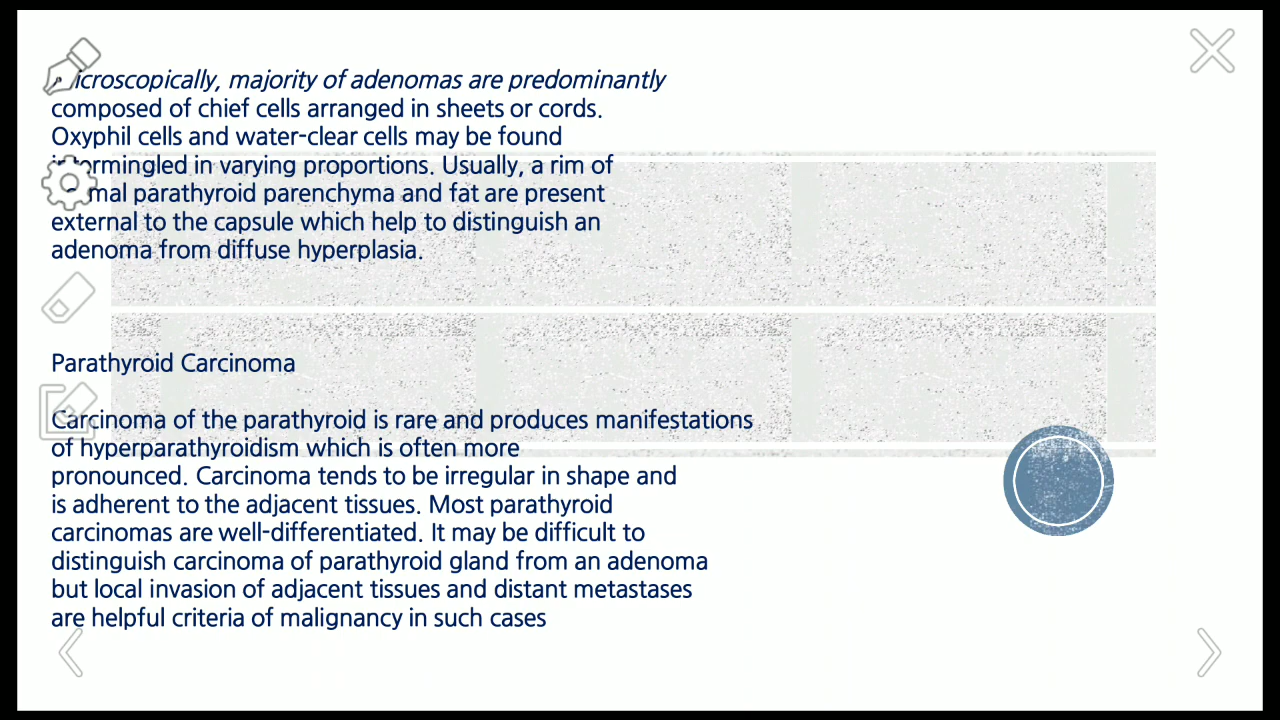 Microscopically, majority of adenomas are predominantly
composed of chief cells arranged in sheets or cords.
Oxyphil cells and water-clear cells may be found
intermingled in varying proportions. Usually, a rim of
normal parathyroid parenchyma and fat are present
external to the capsule which help to distinguish an
adenoma from diffuse hyperplasia.
Parathyroid Carcinoma
Carcinoma of the parathyroid is rare and produces manifestations
of hyperparathyroidism which is often more
pronounced. Carcinoma tends to be irregular in shape and
is adherent to the adjacent tissues. Most parathyroid
carcinomas are well-differentiated. It may be difficult to
distinguish carcinoma of parathyroid gland from an adenoma
but local invasion of adjacent tissues and distant metastases
are helpful criteria of malignancy in such cases